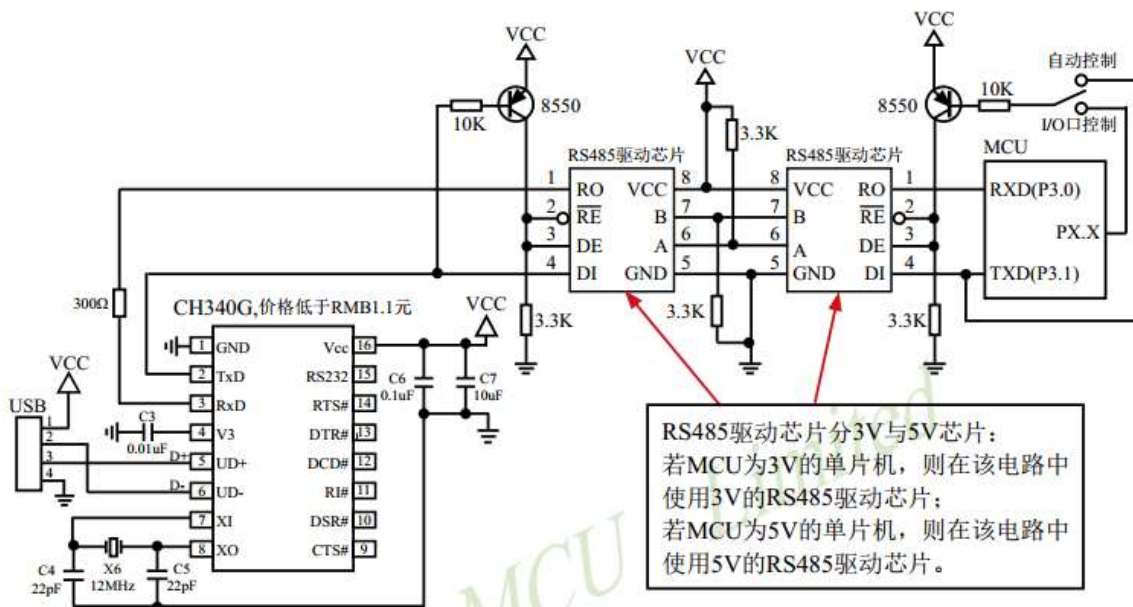 VCC
VCC
VCC
自动控制
8550
8550
10K
10K
I/O口控制
3.3K
MCU
RS485驱动芯片
RS485驱动芯片
1 RO VCC 8
8 VCC RO 1
RXD(P3.0)
2 RE B 7
7 B RE 2
PX.X
3 DE A 6
6 A DE 3
4 DI GND 5
5 GND DI 4
TXD(P3.1)
300Ω
CH340G,价格低于RMB1.1元
VCC
3.3K
3.3K
3.3K
1 GND Vcc 16
2 TxD RS232 15
3 RxD RTS# 14
4 V3 DTR# 13
5 UD+ DCD# 12
6 UD- RI# 11
7 XI DSR# 10
8 XO CTS# 9
C6
0.1uF
C7
10uF
VCC
USB
1
2
3
4
C3
0.01uF
D+
D-
C4
22pF
X6
12MHz
C5
22pF
RS485驱动芯片分3V与5V芯片：
若MCU为3V的单片机，则在该电路中
使用3V的RS485驱动芯片；
若MCU为5V的单片机，则在该电路中
使用5V的RS485驱动芯片。
MCU Limited